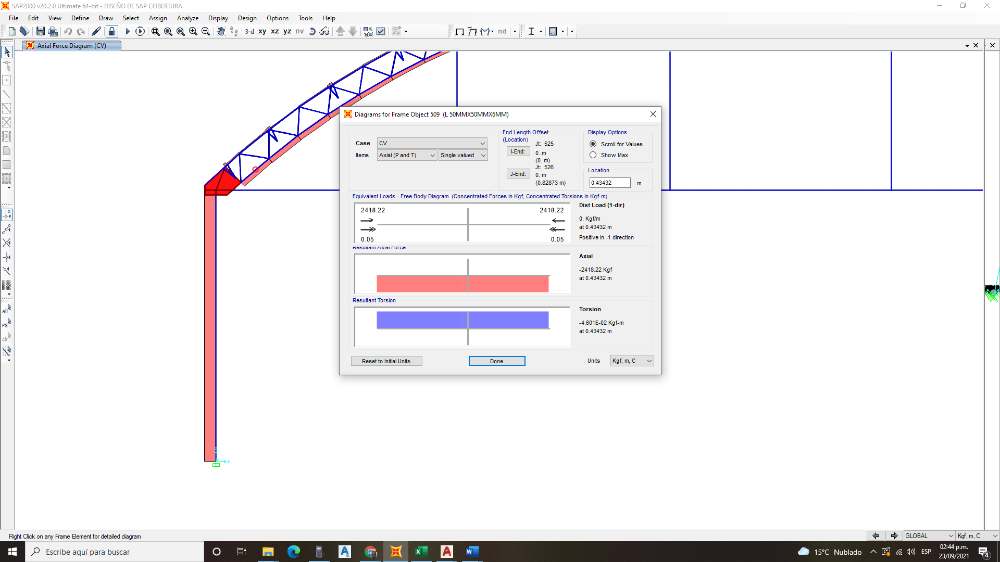 SAP2000 v20.2.0 Ultimate 64-bit - DISEÑO DE SAP COBERTURA
File Edit View Define Draw Select Assign Analyze Display Design Options Tools Help
3-d xy xz yz nv nd
Axial Force Diagram (CV)
Diagrams for Frame Object 509 (L 50MMX50MMX6MM)
Case CV
Items Axial (P and T) Single valued
End Length Offset
(Location)
I-End:
Jt: 525
0. m
(0. m)
J-End:
Jt: 526
0. m
(0.82873 m)
Display Options
Scroll for Values
Show Max
Location
0.43432 m
Equivalent Loads - Free Body Diagram (Concentrated Forces in Kgf, Concentrated Torsions in Kgf-m)
2418.22 2418.22
0.05 0.05
Dist Load (1-dir)
0. Kgf/m
at 0.43432 m
Positive in -1 direction
Resultant Axial Force
Axial
-2418.22 Kgf
at 0.43432 m
Resultant Torsion
Torsion
-4.601E-02 Kgf-m
at 0.43432 m
Reset to Initial Units Done Units Kgf, m, C
all
PS
clr
x
Right Click on any Frame Element for detailed diagram
GLOBAL Kgf, m, C
Escribe aquí para buscar
15°C Nublado
ESP
02:44 p.m.
23/09/2021
4